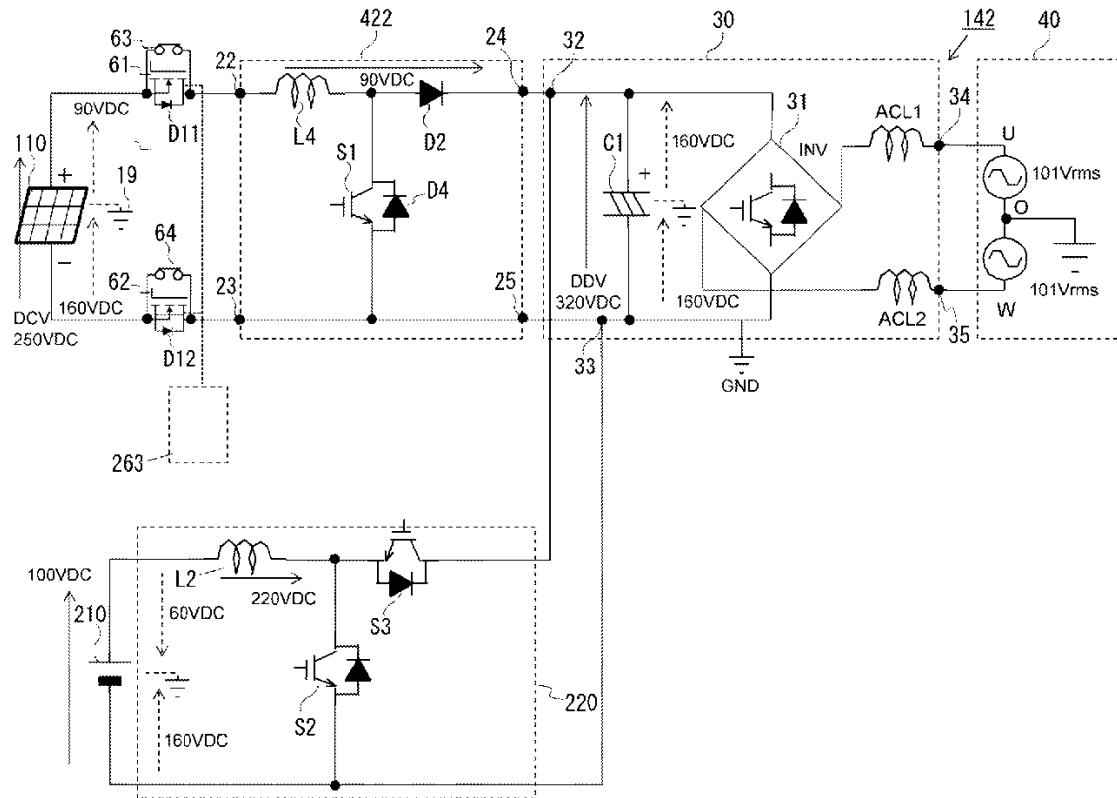 63
61
90VDC
D11
110
+
19
−
160VDC
DCV
250VDC
64
62
D12
263
422
22
90VDC
24
L4
D2
S1
D4
23
25
30
32
142
40
31
C1
+
160VDC
INV
ACL1
34
U
101Vrms
O
DDV
320VDC
160VDC
101Vrms
W
ACL2
35
33
GND
100VDC
L2
220VDC
60VDC
210
S3
S2
160VDC
220